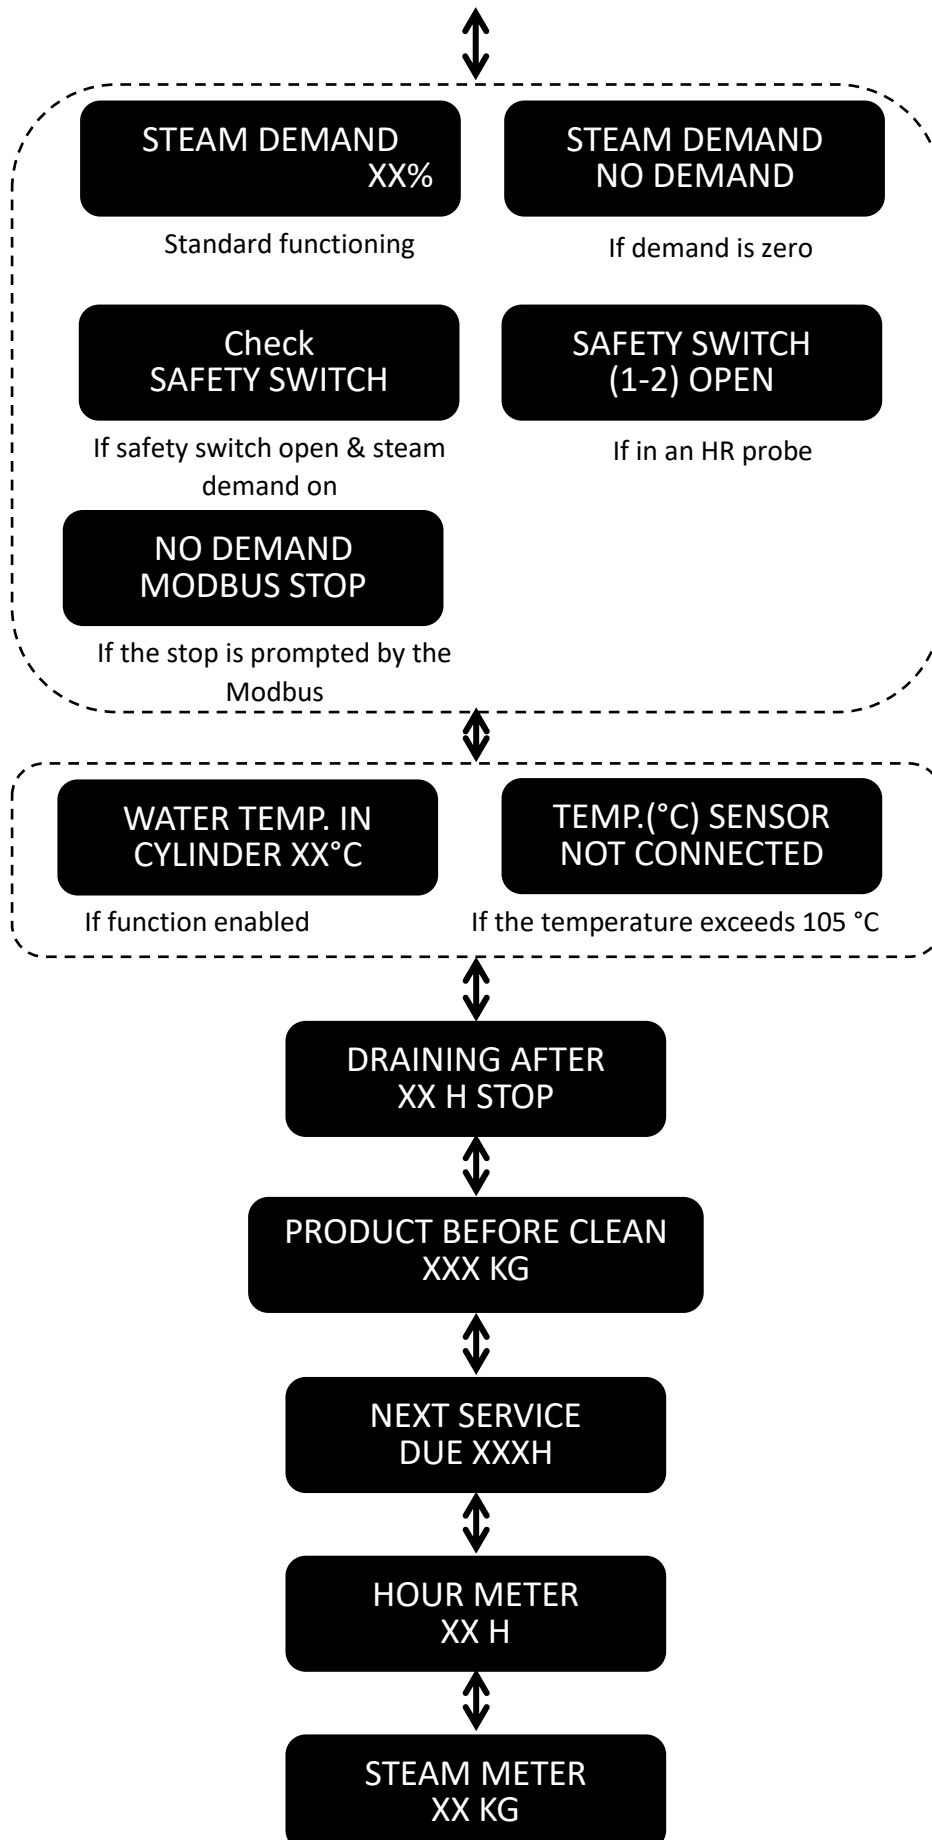 STEAM DEMAND
XX%
STEAM DEMAND
NO DEMAND
Standard functioning
If demand is zero
Check
SAFETY SWITCH
SAFETY SWITCH
(1-2) OPEN
If safety switch open & steam
demand on
If in an HR probe
NO DEMAND
MODBUS STOP
If the stop is prompted by the
Modbus
WATER TEMP. IN
CYLINDER XX°C
TEMP.(°C) SENSOR
NOT CONNECTED
If function enabled
If the temperature exceeds 105 °C
DRAINING AFTER
XX H STOP
PRODUCT BEFORE CLEAN
XXX KG
NEXT SERVICE
DUE XXXH
HOUR METER
XX H
STEAM METER
XX KG